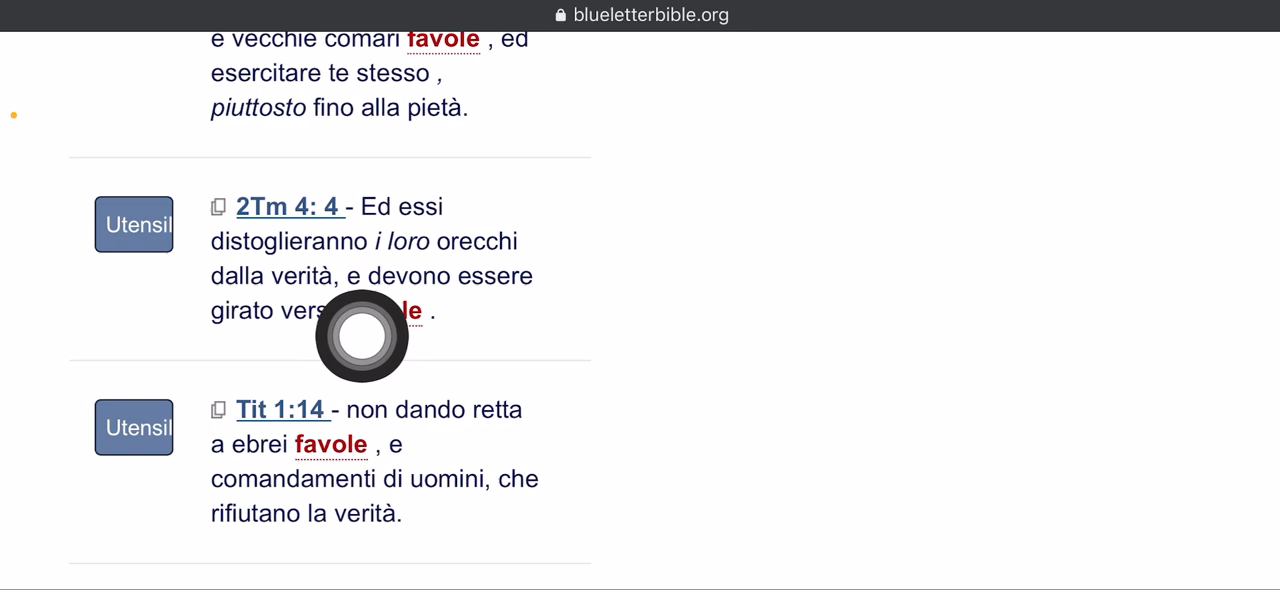 blueletterbible.org
e vecchie comari favole , ed
esercitare te stesso ,
piuttosto fino alla pietà.
Utensil
2Tm 4: 4 - Ed essi
distoglieranno i loro orecchi
dalla verità, e devono essere
girato le .
Utensil
Tit 1:14 - non dando retta
a ebrei favole , e
comandamenti di uomini, che
rifiutano la verità.